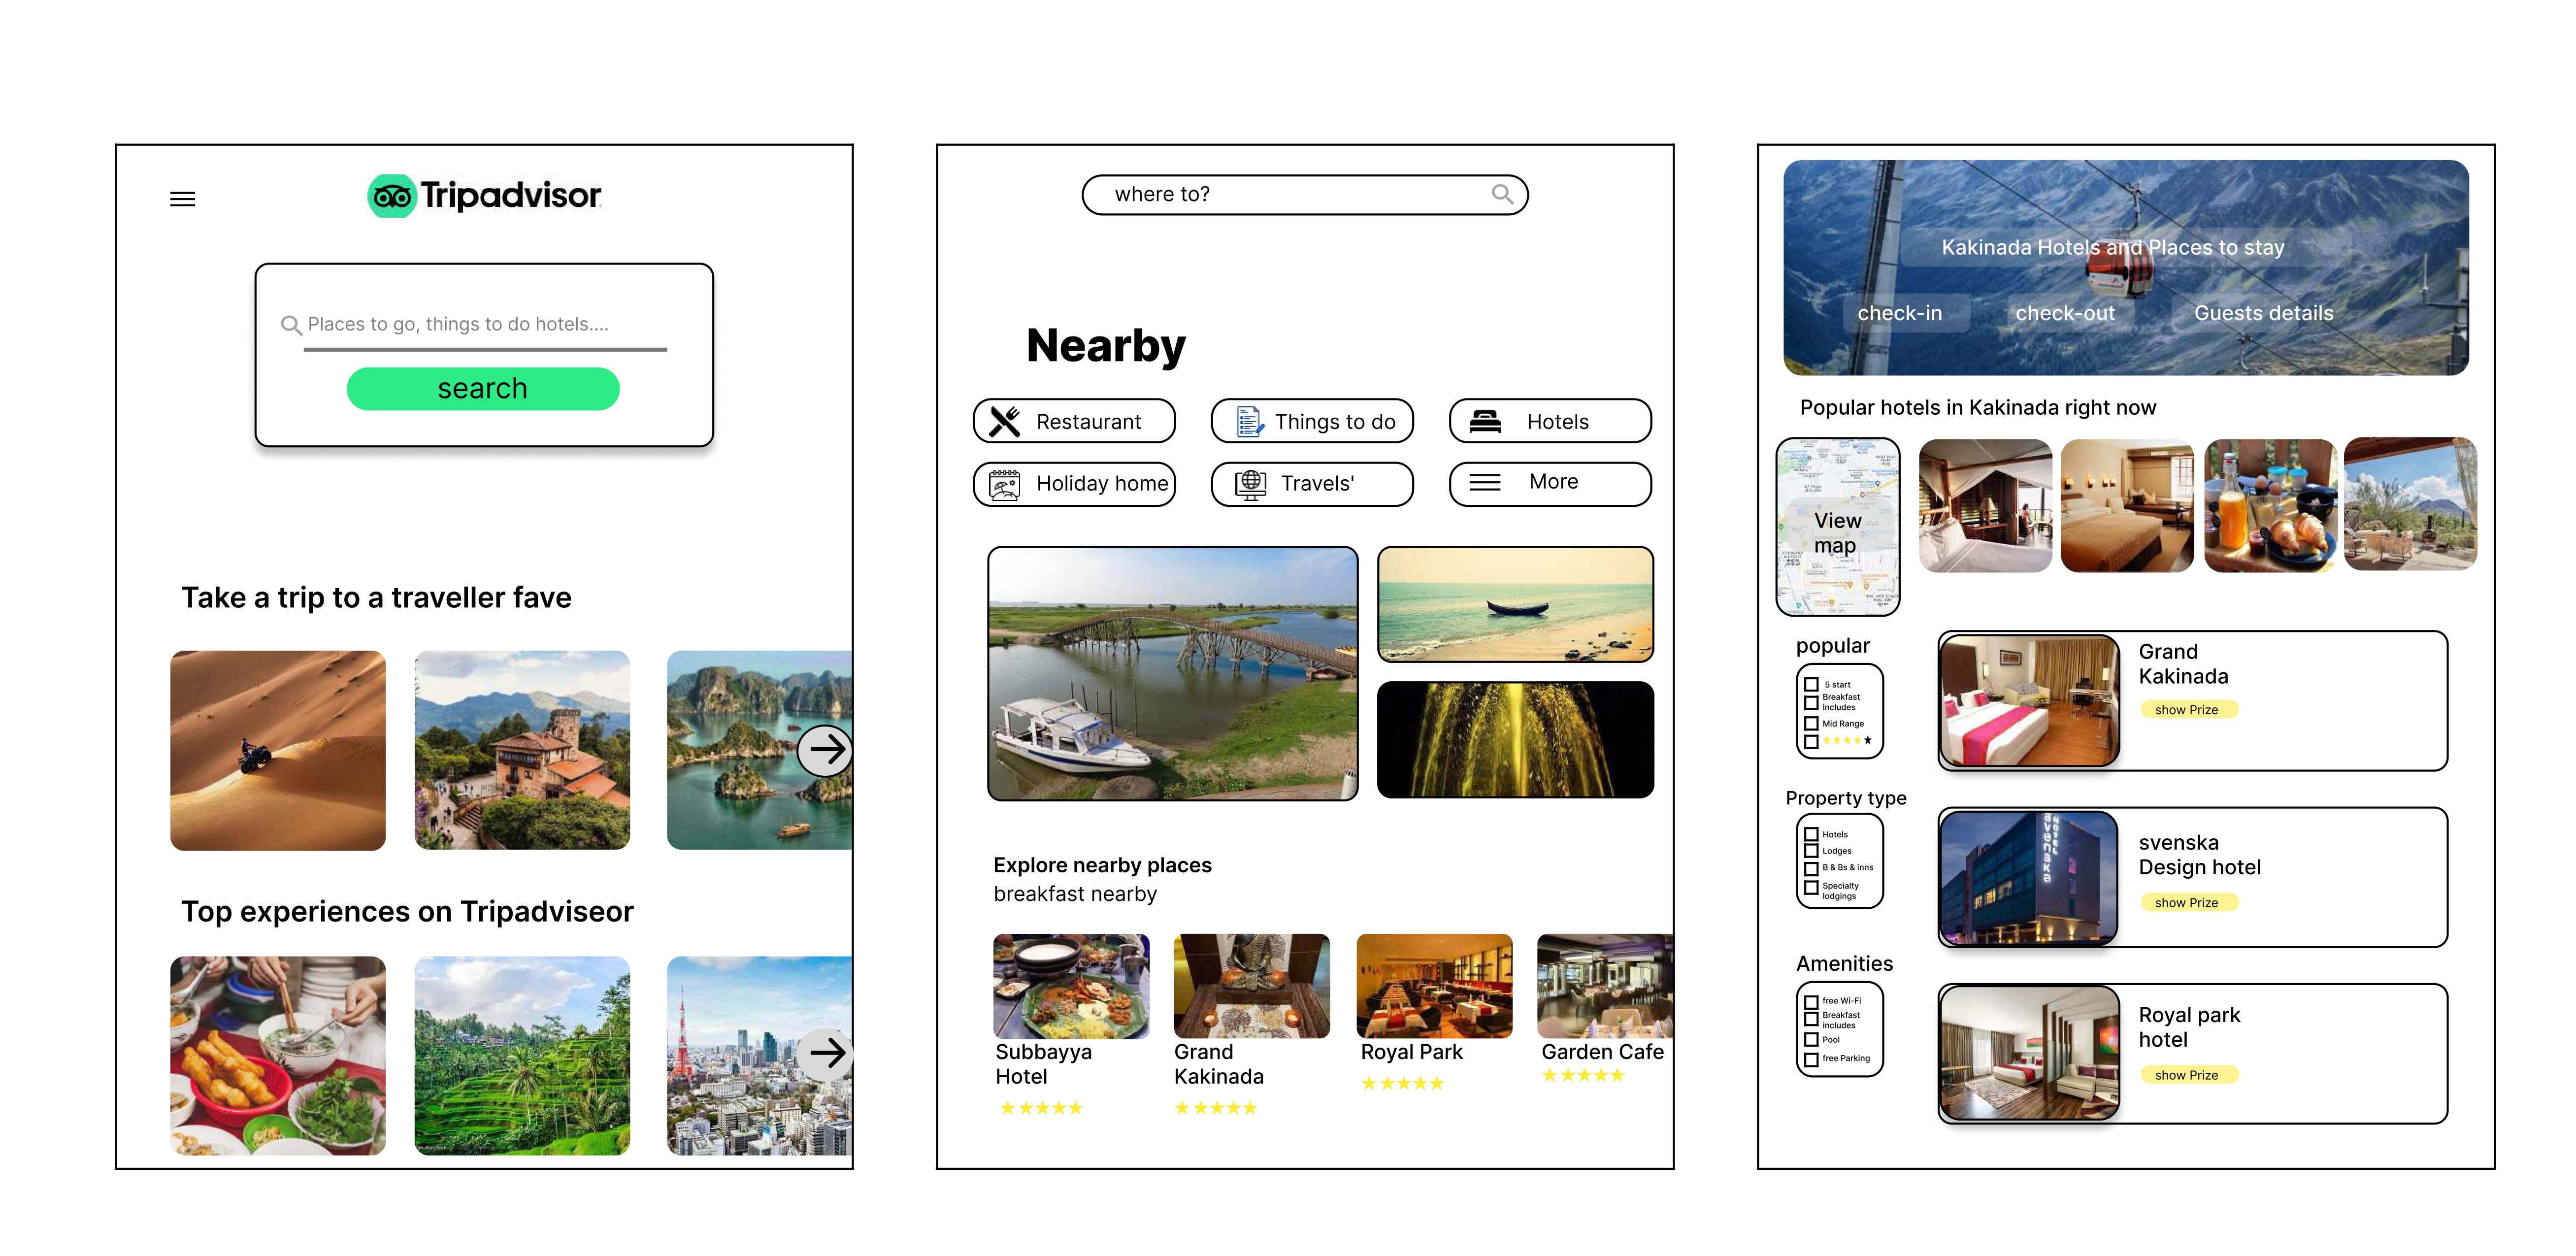 Tripadvisor
Places to go, things to do hotels....
search
Take a trip to a traveller fave
Top experiences on Tripadviseor
where to?
Nearby
Restaurant
Things to do
Hotels
Holiday home
Travels'
More
Explore nearby places
breakfast nearby
Subbayya
Hotel
Grand
Kakinada
Royal Park
Garden Cafe
Kakinada Hotels and Places to stay
check-in
check-out
Guests details
Popular hotels in Kakinada right now
View
map
popular
5 start
Breakfast
includes
Mid Range
Property type
Hotels
Lodges
B & Bs & inns
Specialty
lodgings
Amenities
free Wi-Fi
Breakfast
includes
Pool
free Parking
Grand
Kakinada
show Prize
SVENSKA
HOTEL
svenska
Design hotel
show Prize
Royal park
hotel
show Prize